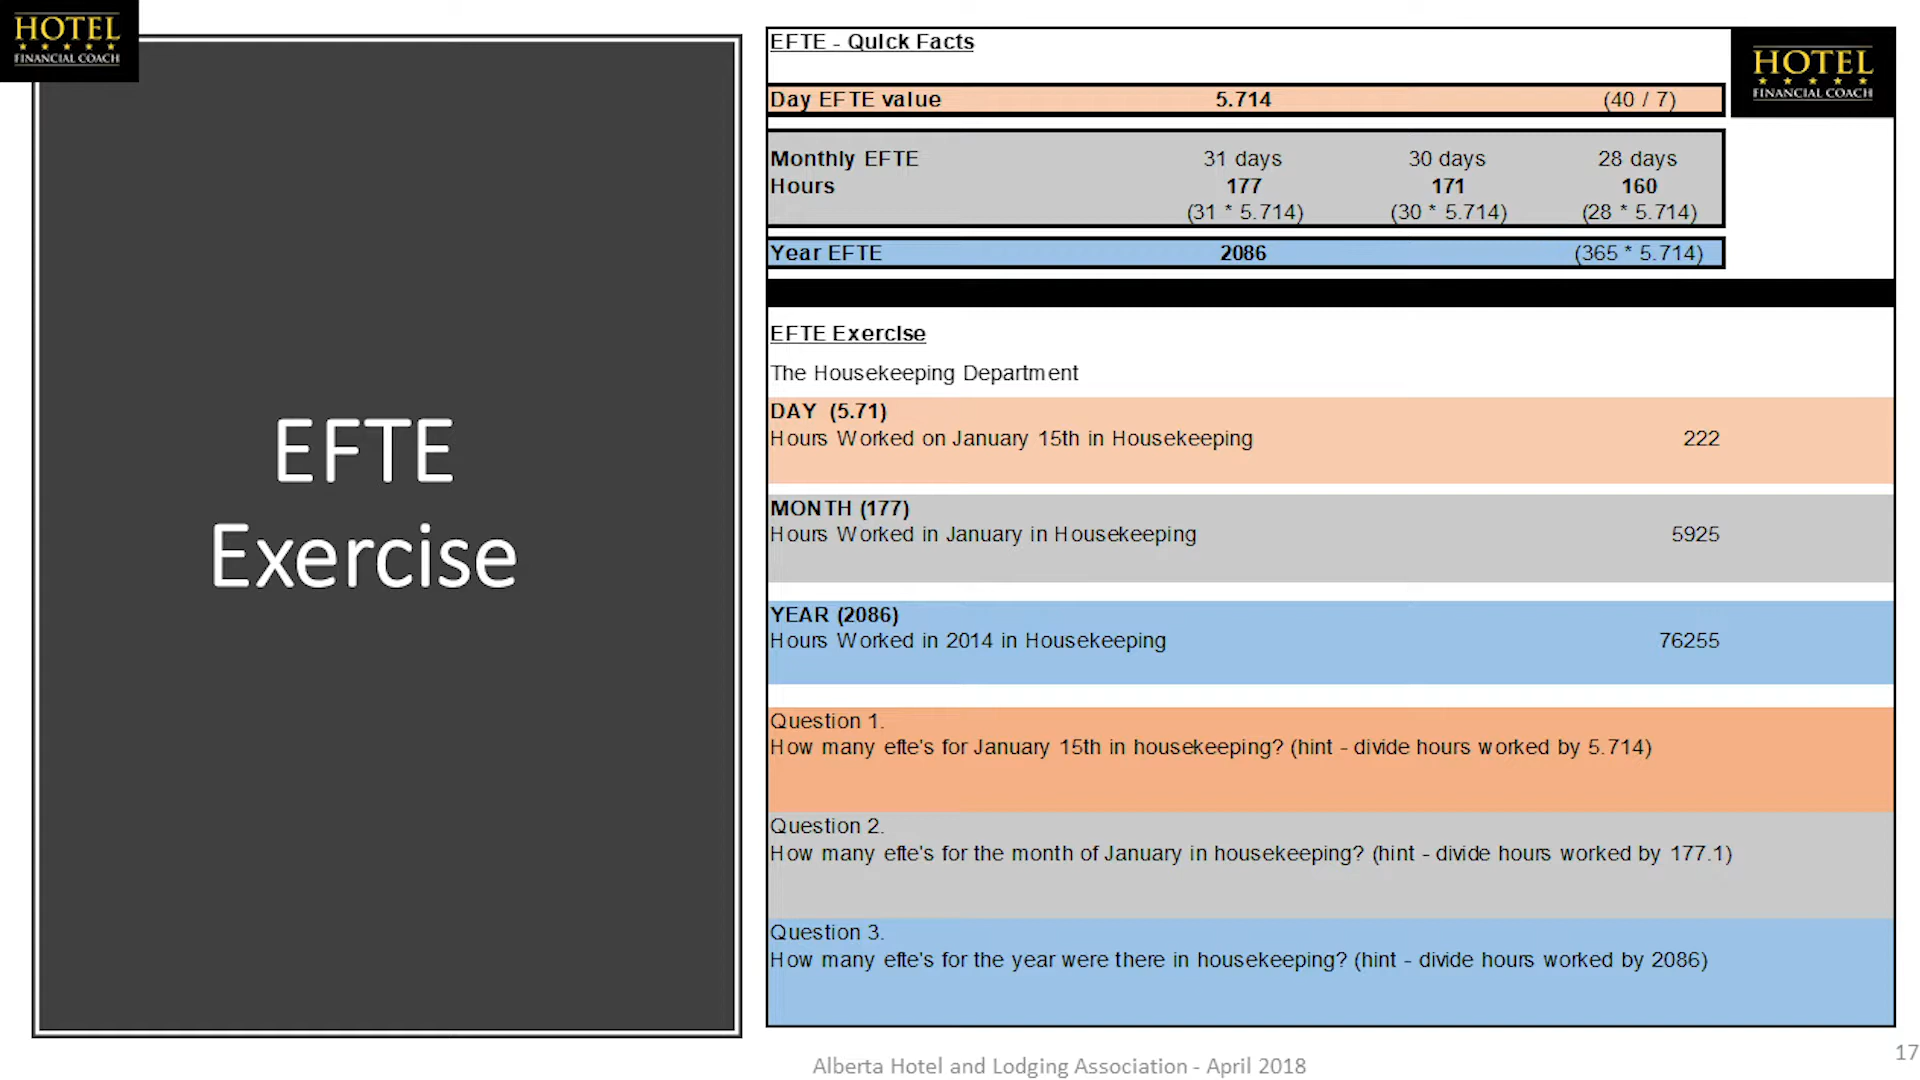 HOTEL
FINANCIAL COACH
EFTE
Exercise
EFTE - Quick Facts
HOTEL
FINANCIAL COACH
Day EFTE value 5.714 (40 / 7)
Monthly EFTE 31 days 30 days 28 days
Hours 177 171 160
(31 * 5.714) (30 * 5.714) (28 * 5.714)
Year EFTE 2086 (365 * 5.714)
EFTE Exercise
The Housekeeping Department
DAY (5.71)
Hours Worked on January 15th in Housekeeping 222
MONTH (177)
Hours Worked in January in Housekeeping 5925
YEAR (2086)
Hours Worked in 2014 in Housekeeping 76255
Question 1.
How many efte's for January 15th in housekeeping? (hint - divide hours worked by 5.714)
Question 2.
How many efte's for the month of January in housekeeping? (hint - divide hours worked by 177.1)
Question 3.
How many efte's for the year were there in housekeeping? (hint - divide hours worked by 2086)
Alberta Hotel and Lodging Association - April 2018
17